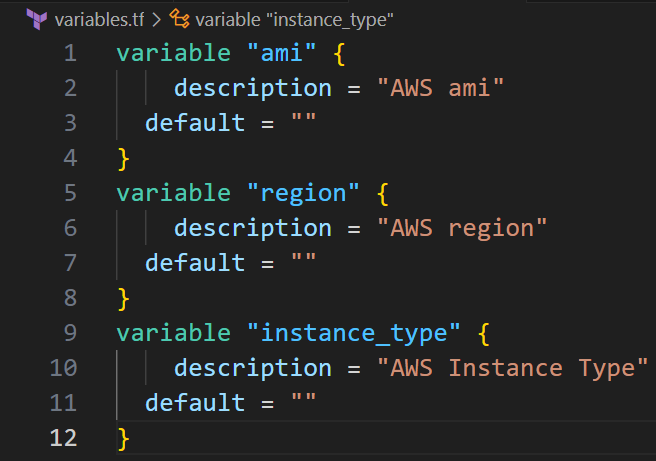 variables.tf > variable "instance_type"
1 variable "ami" {
2     description = "AWS ami"
3   default = ""
4 }
5 variable "region" {
6     description = "AWS region"
7   default = ""
8 }
9 variable "instance_type" {
10     description = "AWS Instance Type"
11   default = ""
12 }